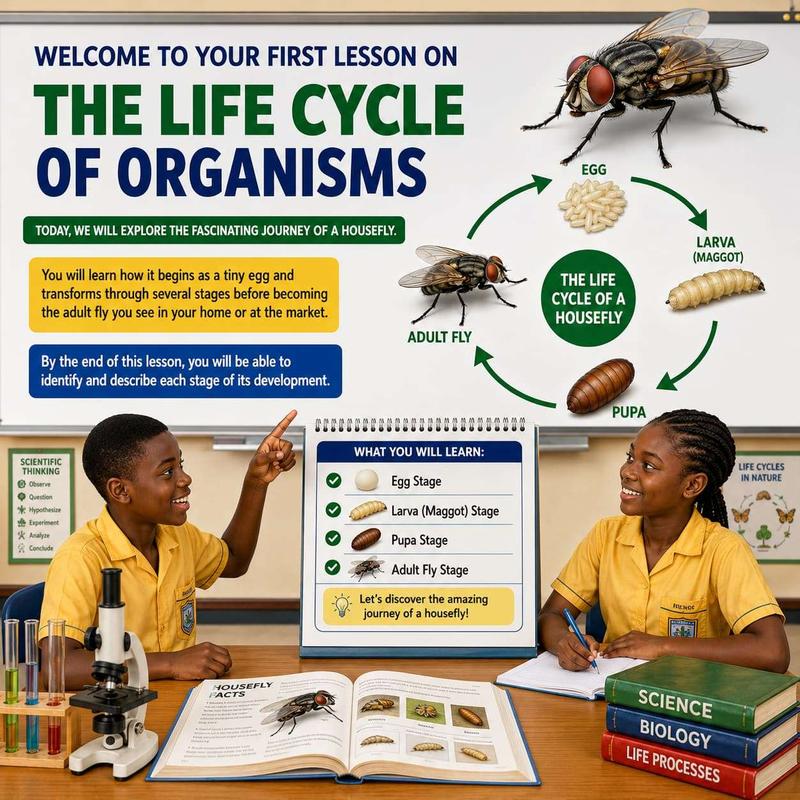 WELCOME TO YOUR FIRST LESSON ON
THE LIFE CYCLE
OF ORGANISMS
TODAY, WE WILL EXPLORE THE FASCINATING JOURNEY OF A HOUSEFLY.
You will learn how it begins as a tiny egg and
transforms through several stages before becoming
the adult fly you see in your home or at the market.
By the end of this lesson, you will be able to
identify and describe each stage of its development.
EGG
LARVA
(MAGGOT)
PUPA
ADULT FLY
THE LIFE
CYCLE OF A
HOUSEFLY
SCIENTIFIC
THINKING
Observe
Question
Hypothesize
Experiment
Analyze
Conclude
WHAT YOU WILL LEARN:
Egg Stage
Larva (Maggot) Stage
Pupa Stage
Adult Fly Stage
Let's discover the amazing
journey of a housefly!
LIFE CYCLES
IN NATURE
HOUSEFLY
FACTS
SCIENCE
BIOLOGY
LIFE PROCESSES